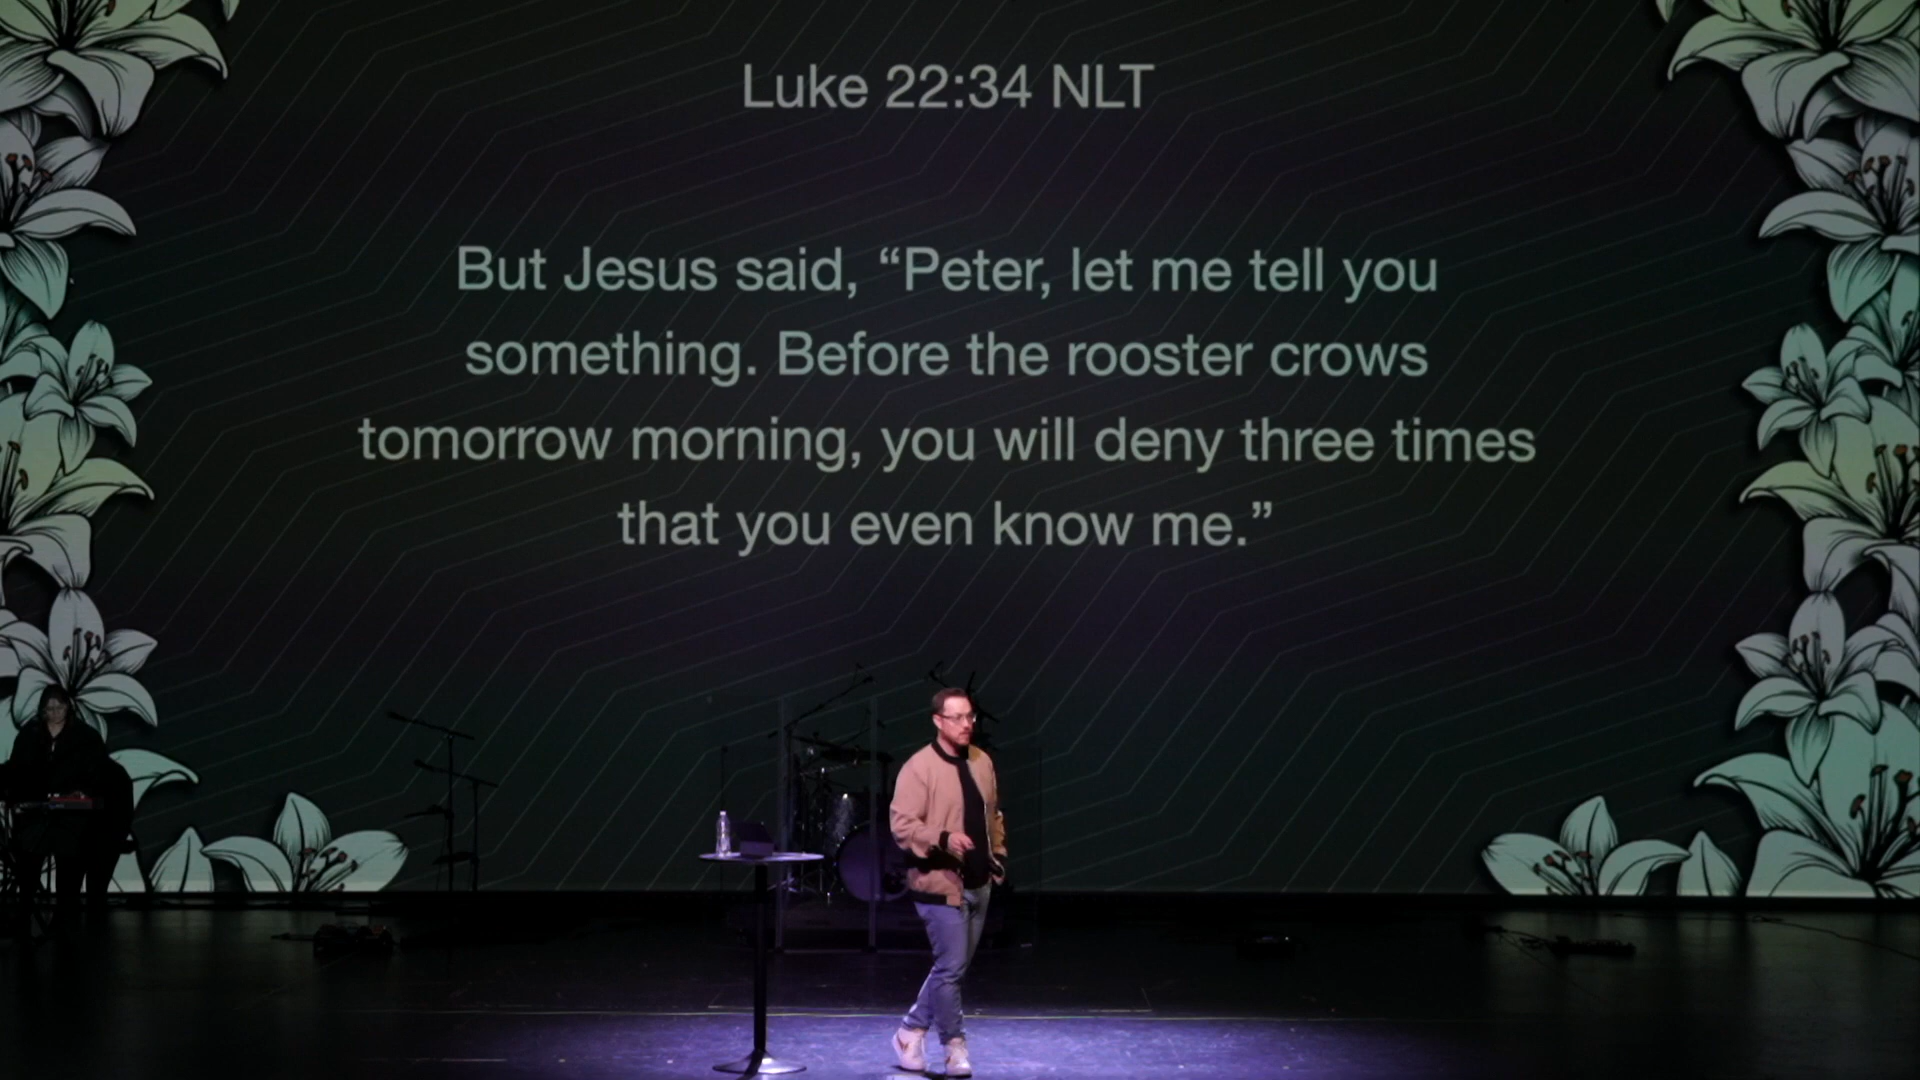 Luke 22:34 NLT
But Jesus said, “Peter, let me tell you
something. Before the rooster crows
tomorrow morning, you will deny three times
that you even know me.”